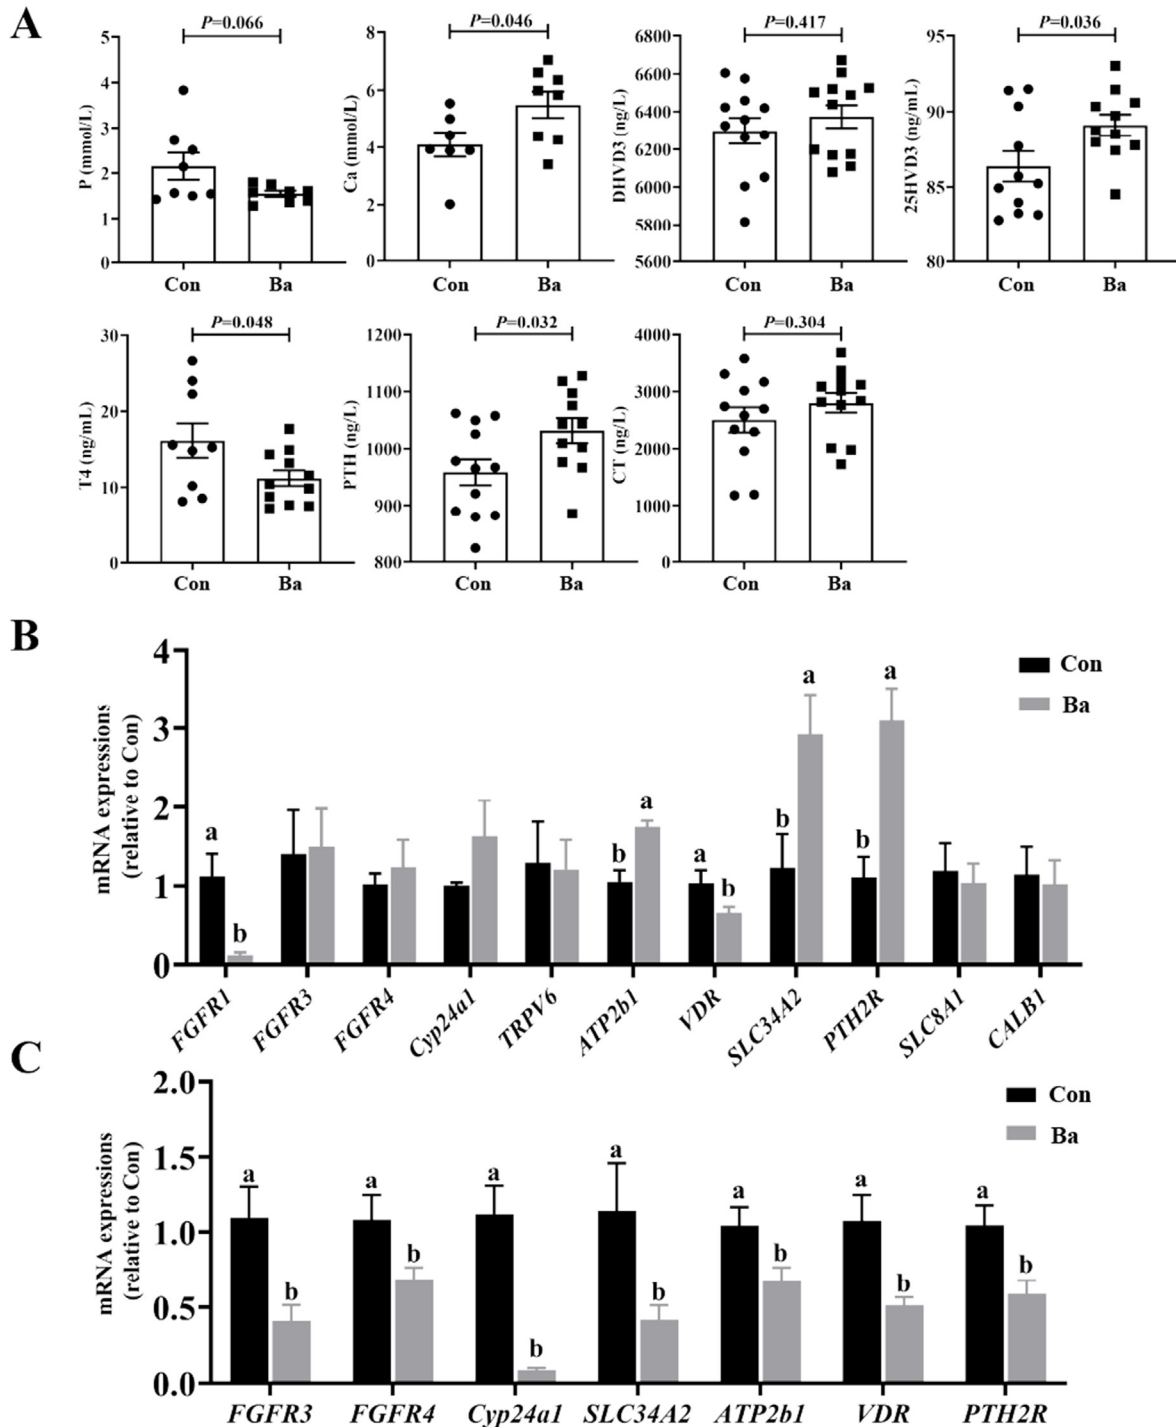 A
P=0.066
P (mmol/L)
5
4
3
2
1
0
Con Ba
P=0.046
Ca (mmol/L)
8
6
4
2
0
Con Ba
P=0.417
DHVD3 (ng/L)
6800
6600
6400
6200
6000
5800
5600
Con Ba
P=0.036
25HVD3 (ng/mL)
95
90
85
80
Con Ba
P=0.048
T4 (ng/mL)
30
20
10
0
Con Ba
P=0.032
PTH (ng/L)
1200
1100
1000
900
800
Con Ba
P=0.304
CT (ng/L)
4000
3000
2000
1000
0
Con Ba
B
mRNA expressions
(relative to Con)
4
3
2
1
0
Con
Ba
a b b a a b b a b a
FGFR1 FGFR3 FGFR4 Cyp24a1 TRPV6 ATP2b1 VDR SLC34A2 PTH2R SLC8A1 CALB1
C
mRNA expressions
(relative to Con)
2.0
1.5
1.0
0.5
0.0
Con
Ba
a b a b a b a b a b a b a b
FGFR3 FGFR4 Cyp24a1 SLC34A2 ATP2b1 VDR PTH2R